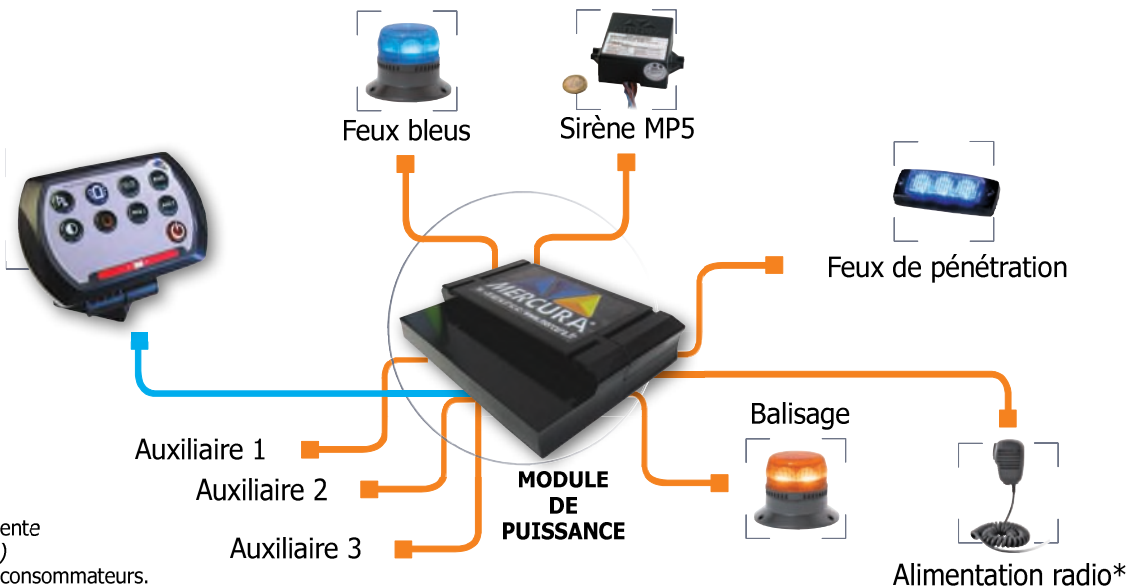 Feux bleus
Sirène MP5
Feux de pénétration
MERCURA
Balisage
Auxiliaire 1
Auxiliaire 2
Auxiliaire 3
MODULE
DE
PUISSANCE
ente
)
consommateurs.
Alimentation radio*